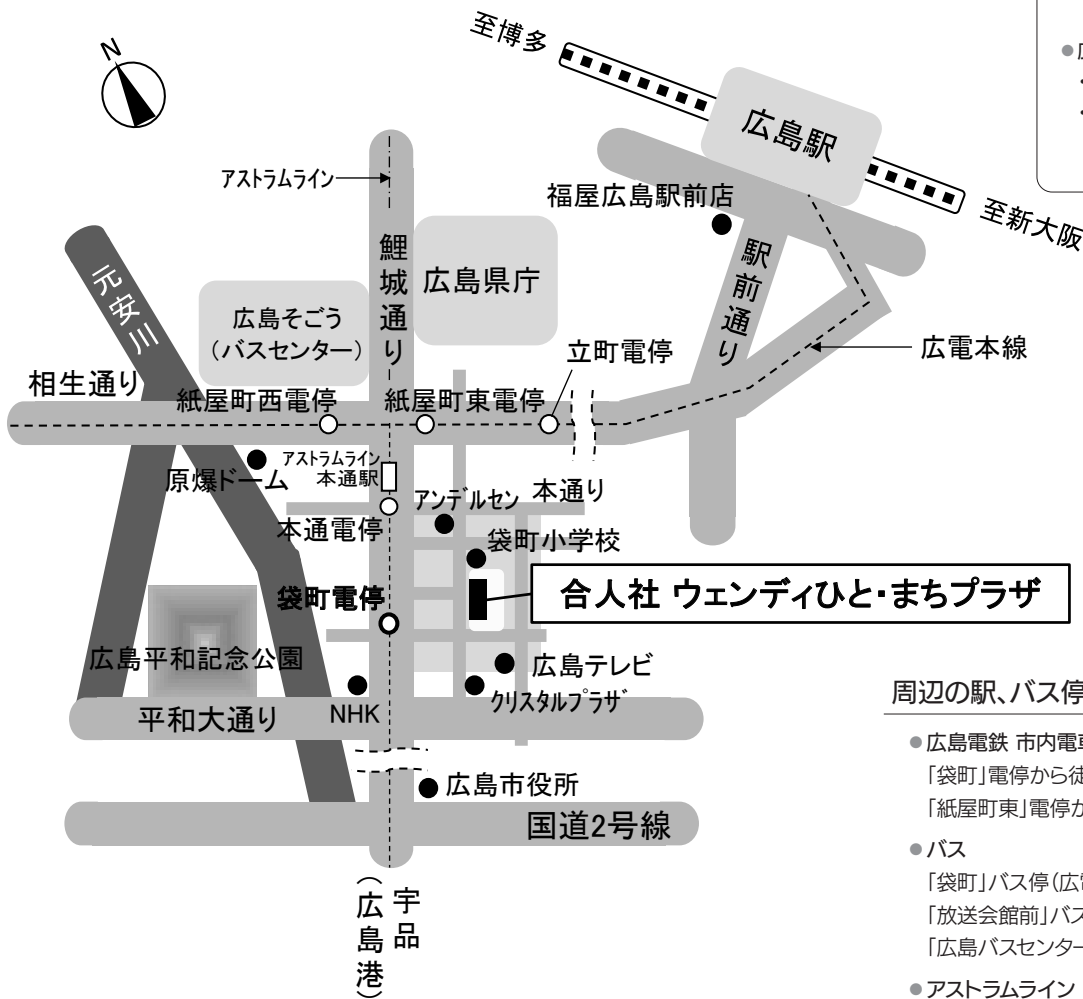 至博多
N
広島駅
アストラムライン
福屋広島駅前店
至新大阪
鯉城通り
広島県庁
駅前通り
元安川
広島そごう
（バスセンター）
立町電停
広電本線
相生通り
紙屋町西電停
紙屋町東電停
原爆ドーム
アストラムライン
本通駅
アンデルセン
本通り
本通電停
袋町小学校
袋町電停
合人社 ウェンディひと・まちプラザ
広島平和記念公園
広島テレビ
クリスタルプラザ
平和大通り
NHK
広島市役所
国道2号線
宇品
（広島港）
周辺の駅、バス停
●広島電鉄 市内電車
「袋町」電停から徒
「紙屋町東」電停か
●バス
「袋町」バス停（広電
「放送会館前」バス
「広島バスセンター
●アストラムライン